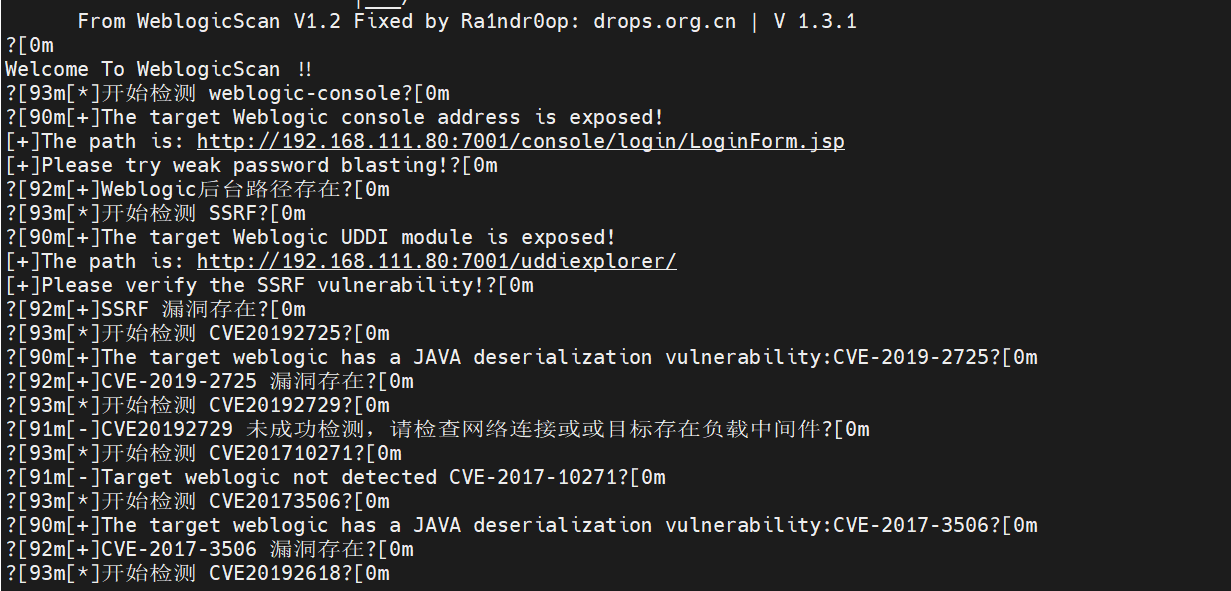 |___/
From WeblogicScan V1.2 Fixed by Ra1ndr0op: drops.org.cn | V 1.3.1
?[0m
Welcome To WeblogicScan !!
?[93m[*]开始检测 weblogic-console?[0m
?[90m[+]The target Weblogic console address is exposed!
[+]The path is: http://192.168.111.80:7001/console/login/LoginForm.jsp
[+]Please try weak password blasting!?[0m
?[92m[+]Weblogic后台路径存在?[0m
?[93m[*]开始检测 SSRF?[0m
?[90m[+]The target Weblogic UDDI module is exposed!
[+]The path is: http://192.168.111.80:7001/uddiexplorer/
[+]Please verify the SSRF vulnerability!?[0m
?[92m[+]SSRF 漏洞存在?[0m
?[93m[*]开始检测 CVE20192725?[0m
?[90m[+]The target weblogic has a JAVA deserialization vulnerability:CVE-2019-2725?[0m
?[92m[+]CVE-2019-2725 漏洞存在?[0m
?[93m[*]开始检测 CVE20192729?[0m
?[91m[-]CVE20192729 未成功检测，请检查网络连接或或目标存在负载中间件?[0m
?[93m[*]开始检测 CVE201710271?[0m
?[91m[-]Target weblogic not detected CVE-2017-10271?[0m
?[93m[*]开始检测 CVE20173506?[0m
?[90m[+]The target weblogic has a JAVA deserialization vulnerability:CVE-2017-3506?[0m
?[92m[+]CVE-2017-3506 漏洞存在?[0m
?[93m[*]开始检测 CVE20192618?[0m